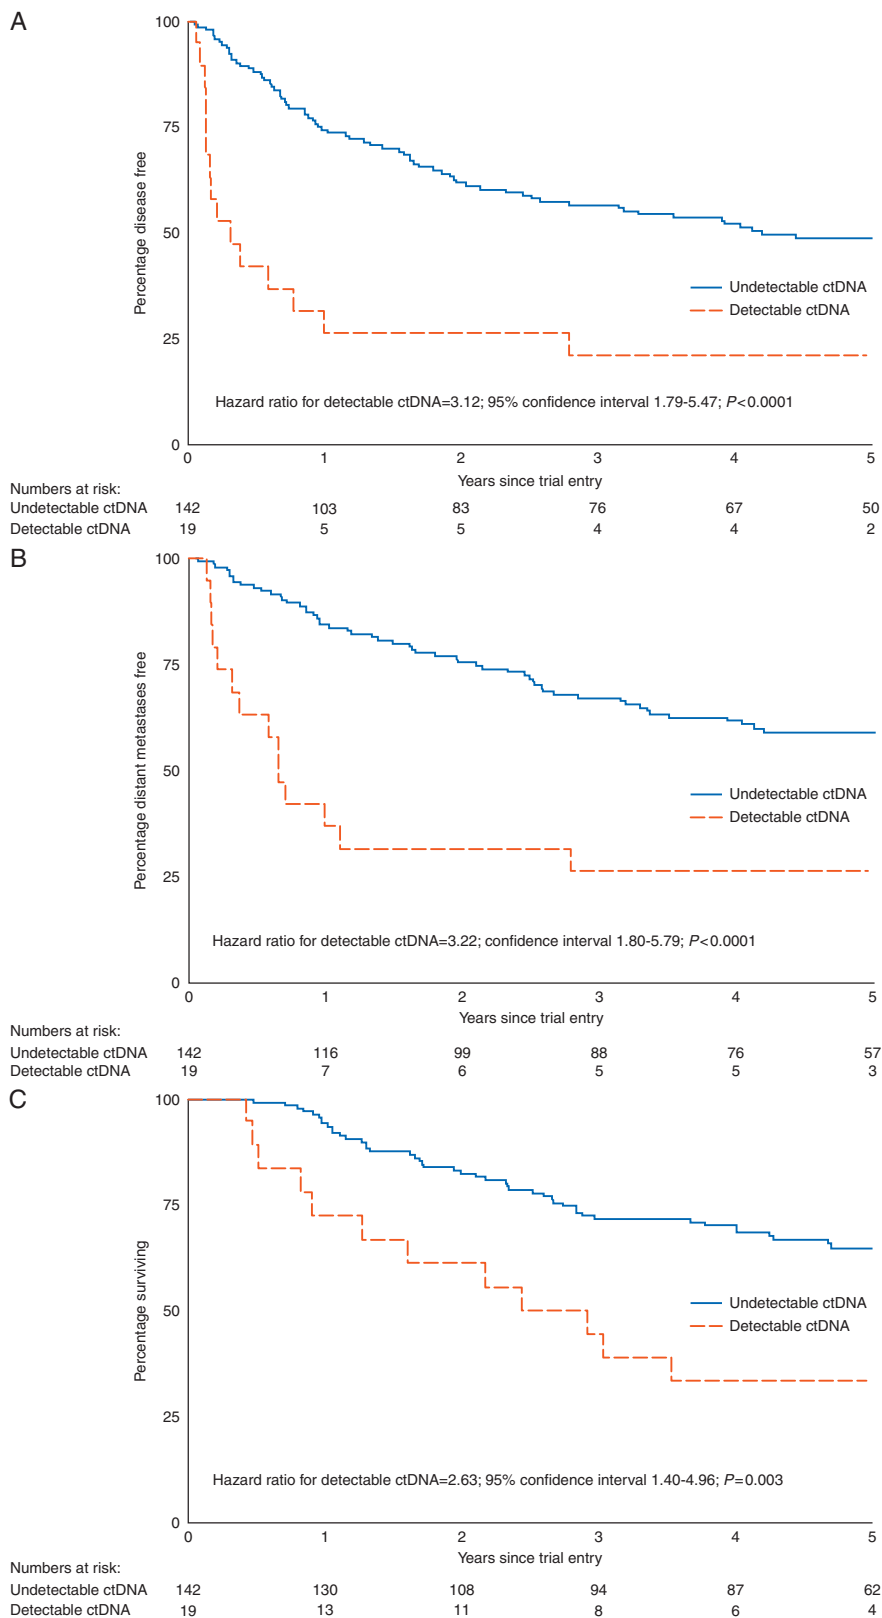 A
100
75
50
25
0
Percentage disease free
Undetectable ctDNA
Detectable ctDNA
Hazard ratio for detectable ctDNA=3.12; 95% confidence interval 1.79-5.47; P<0.0001
0 1 2 3 4 5
Years since trial entry
Numbers at risk:
Undetectable ctDNA 142 103 83 76 67 50
Detectable ctDNA 19 5 5 4 4 2
B
100
75
50
25
0
Percentage distant metastases free
Undetectable ctDNA
Detectable ctDNA
Hazard ratio for detectable ctDNA=3.22; confidence interval 1.80-5.79; P<0.0001
0 1 2 3 4 5
Years since trial entry
Numbers at risk:
Undetectable ctDNA 142 116 99 88 76 57
Detectable ctDNA 19 7 6 5 5 3
C
100
75
50
25
0
Percentage surviving
Undetectable ctDNA
Detectable ctDNA
Hazard ratio for detectable ctDNA=2.63; 95% confidence interval 1.40-4.96; P=0.003
0 1 2 3 4 5
Years since trial entry
Numbers at risk:
Undetectable ctDNA 142 130 108 94 87 62
Detectable ctDNA 19 13 11 8 6 4